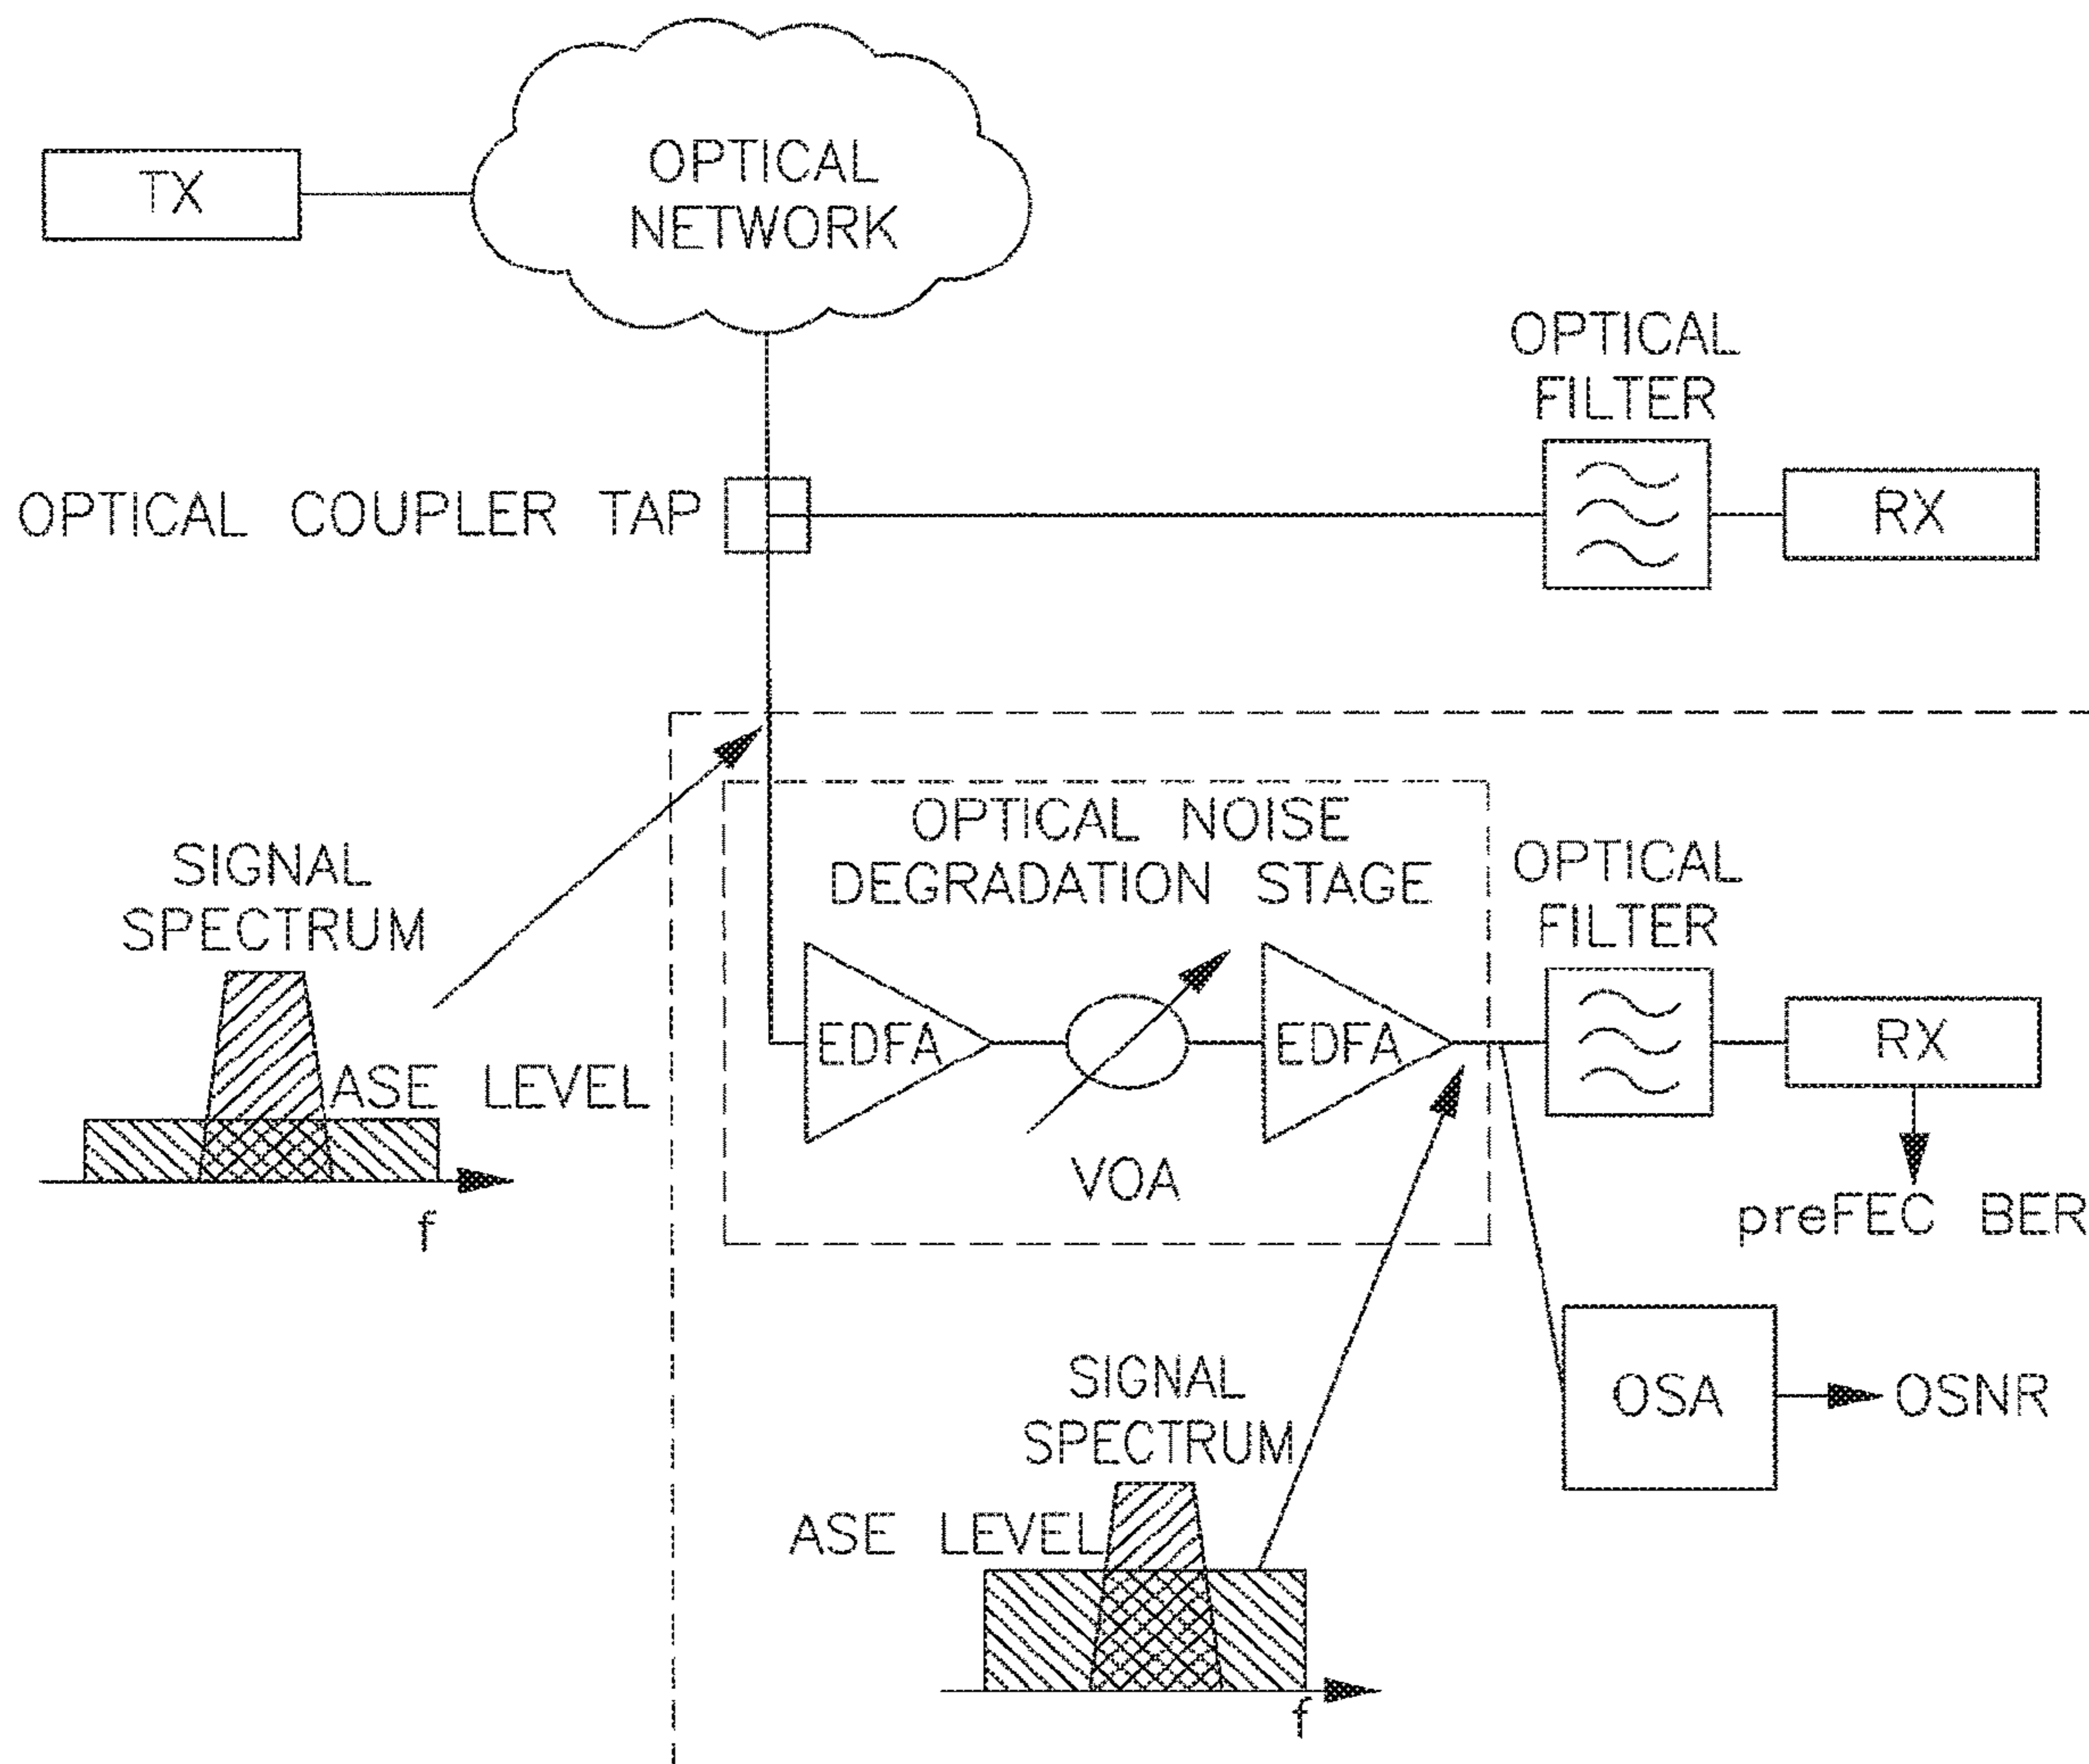 TX
OPTICAL
NETWORK
OPTICAL
FILTER
OPTICAL COUPLER TAP
RX
OPTICAL NOISE
DEGRADATION STAGE
SIGNAL
SPECTRUM
OPTICAL
FILTER
EDFA
EDFA
RX
ASE LEVEL
VOA
f
preFEC BER
SIGNAL
SPECTRUM
OSA
OSNR
ASE LEVEL
f